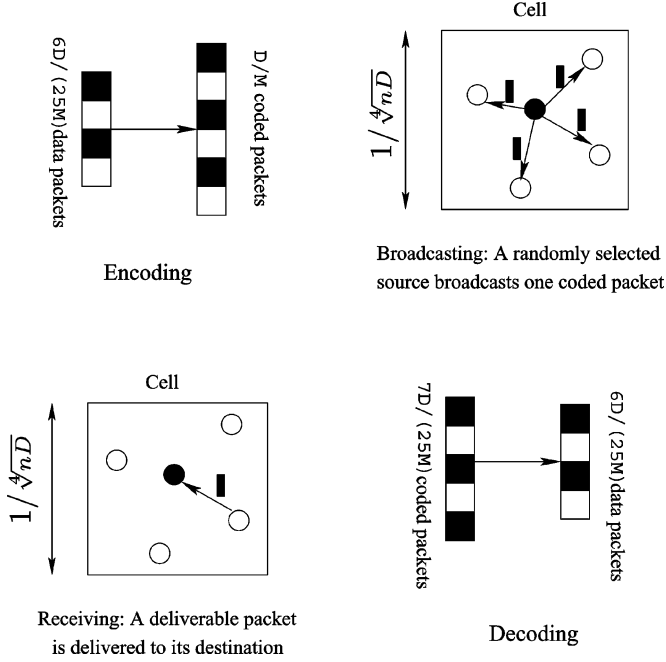 6D/(25M)data packets
D/M coded packets
Encoding
Cell
1/∜nD
Broadcasting: A randomly selected
source broadcasts one coded packet
Cell
1/∜nD
Receiving: A deliverable packet
is delivered to its destination
7D/(25M)coded packets
6D/(25M)data packets
Decoding